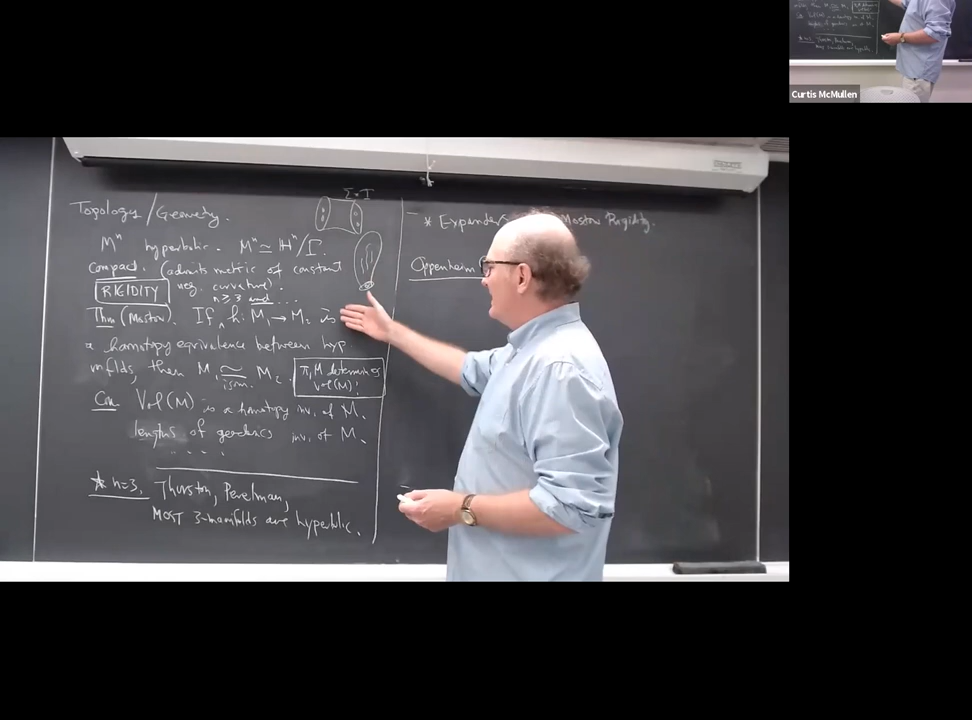 Topology/Geometry.
Σ × I
M^n hyperbolic. M^n ≃ H^n/Γ.
compact. (admits metric of constant
neg. curvature).
RIGIDITY
n ≥ 3 and ...
Thm (Mostow). If h: M₁ → M₂ is
a homotopy equivalence between hyp.
mflds, then M₁ ≃ M₂.
isom.
π₁M determines
vol(M)!
Cor. Vol(M) is a homotopy inv. of M.
lengths of geodesics inv. of M.
* n=3. Thurston, Perelman,
MOST 3-manifolds are hyperbolic.
* Expanders Mostow Rigidity.
Oppenheim
Curtis McMullen